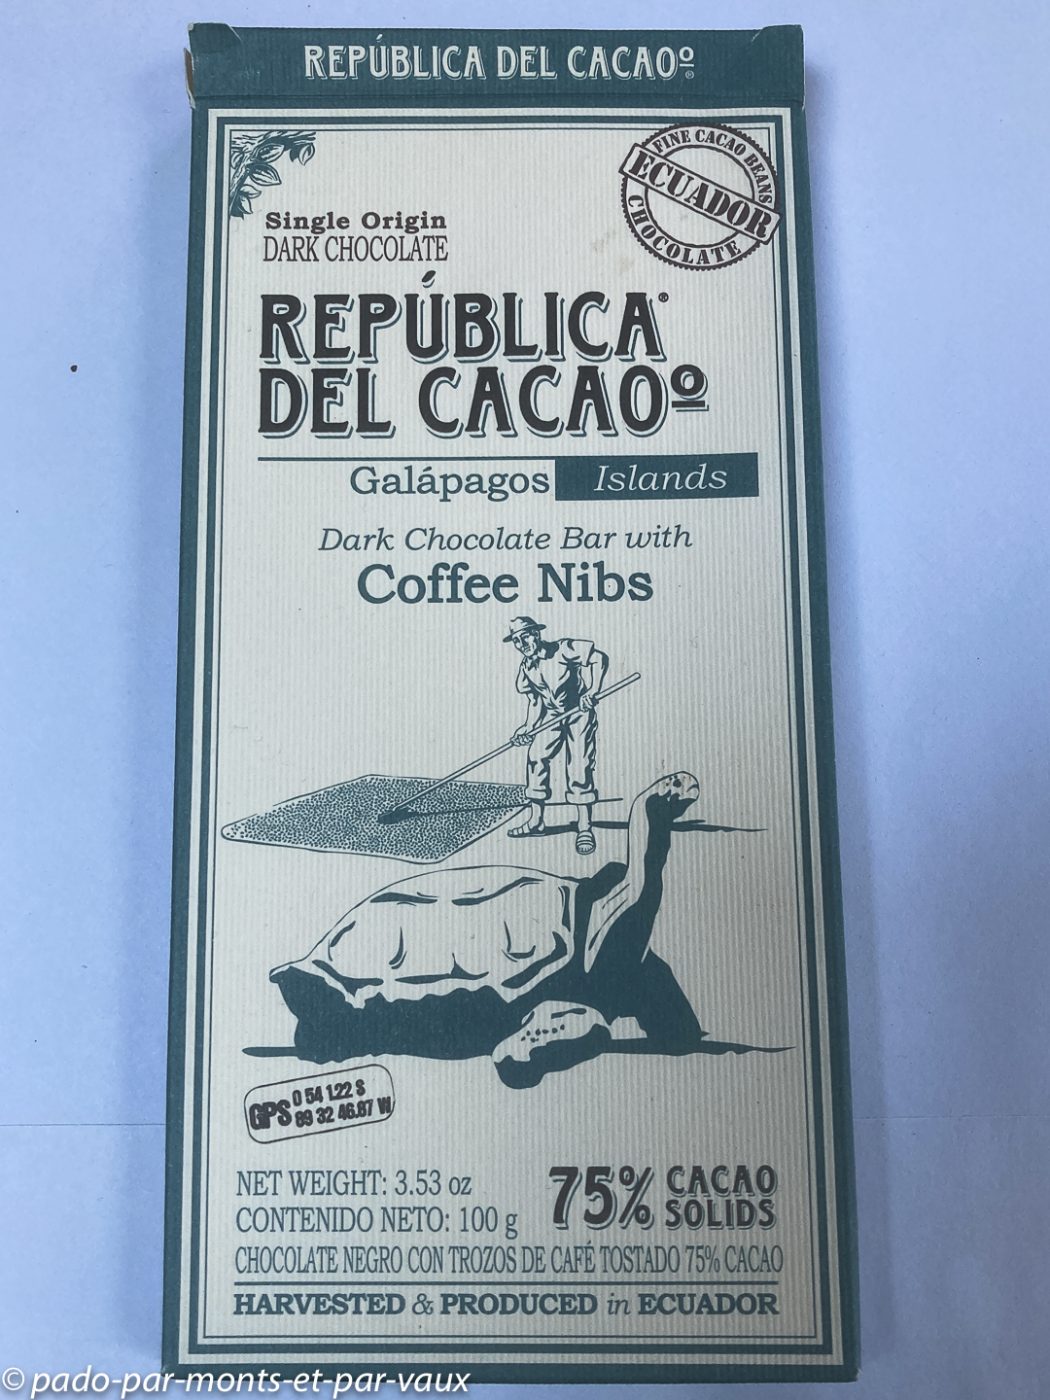 REPÚBLICA DEL CACAOº®
FINE CACAO BEANS
ECUADOR
CHOCOLATE
Single Origin
DARK CHOCOLATE
REPÚBLICA®
DEL CACAOº
Galápagos Islands
Dark Chocolate Bar with
Coffee Nibs
GPS 0 54 1.22 S
89 32 46.87 W
NET WEIGHT: 3.53 oz
CONTENIDO NETO: 100 g
75% CACAO SOLIDS
CHOCOLATE NEGRO CON TROZOS DE CAFÉ TOSTADO 75% CACAO
HARVESTED & PRODUCED in ECUADOR
© pado-par-monts-et-par-vaux